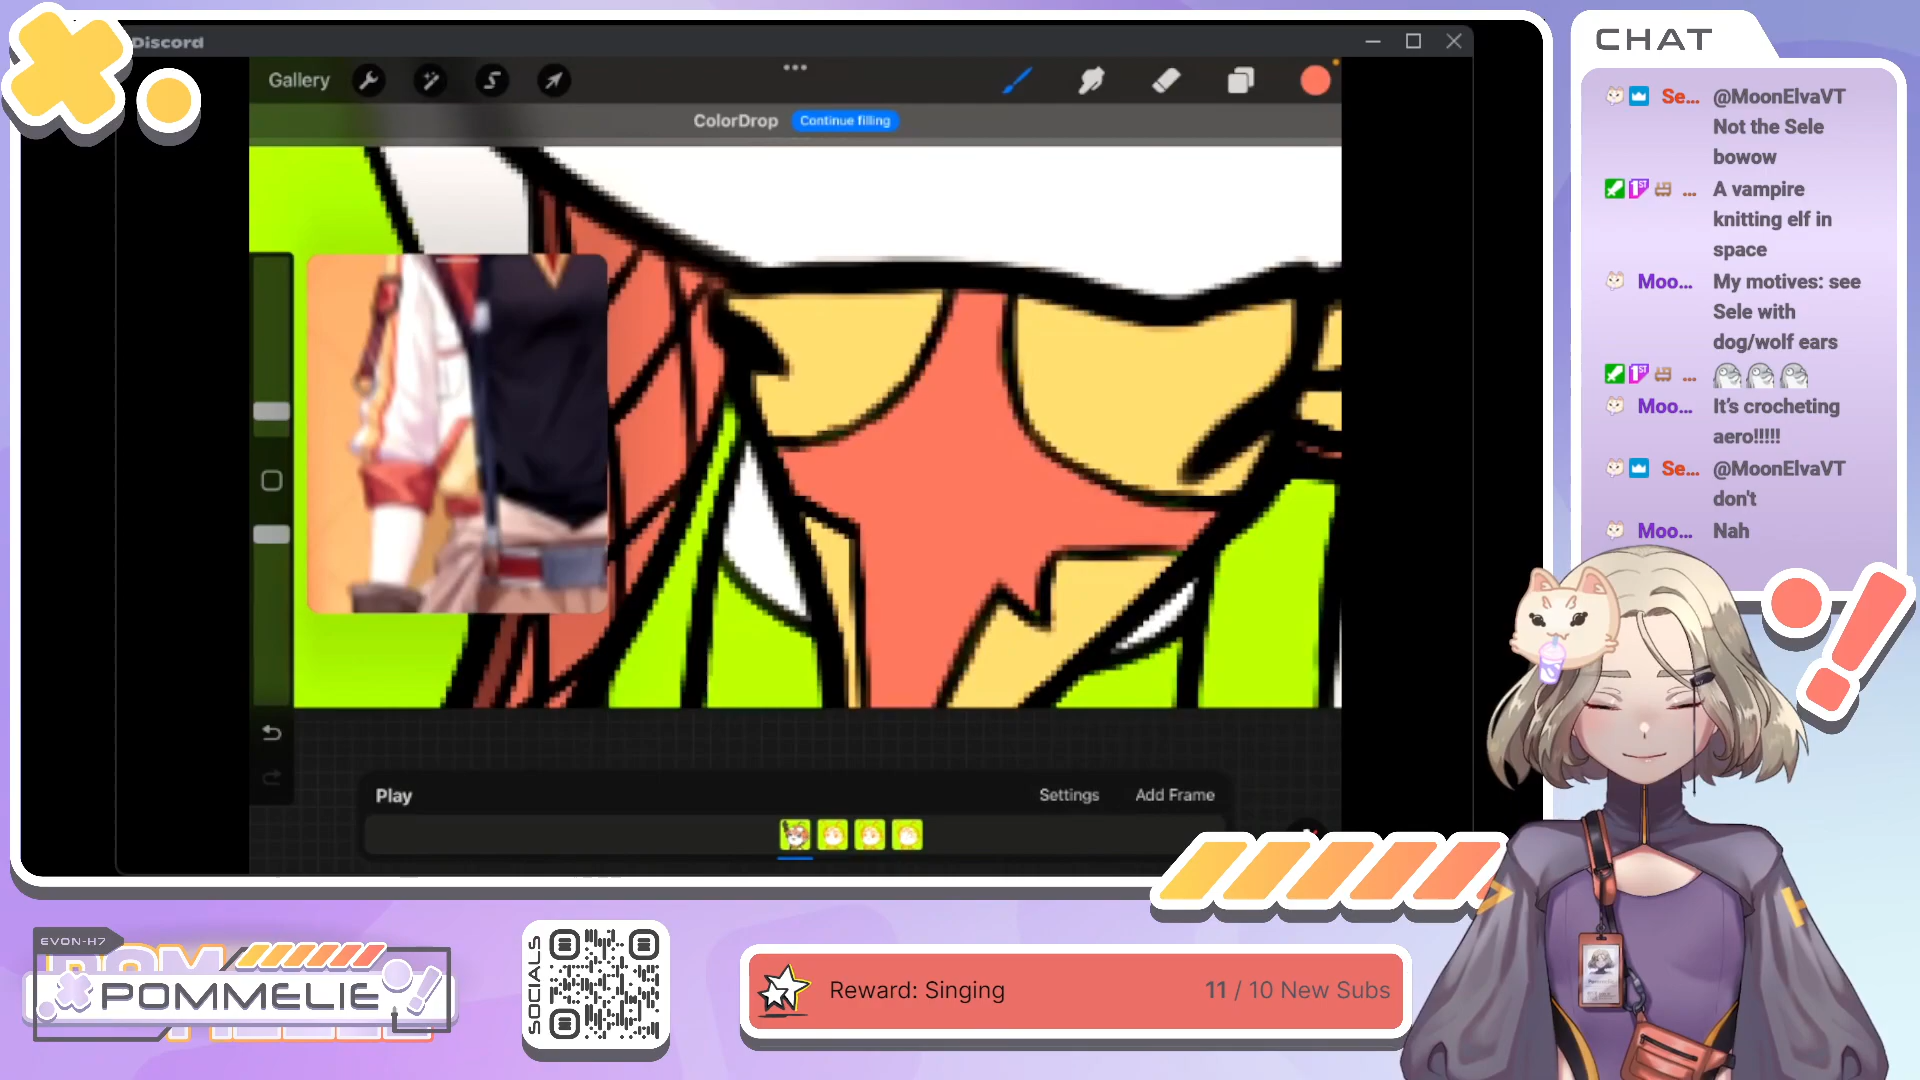 Discord
Gallery
ColorDrop
Continue filling
Play
Settings
Add Frame
CHAT
Se... @MoonElvaVT
Not the Sele
bowow
1ST ... A vampire
knitting elf in
space
Moo... My motives: see
Sele with
dog/wolf ears
1ST ...
Moo... It's crocheting
aero!!!!!
Se... @MoonElvaVT
don't
Moo... Nah
EVON-H7
POMMELIE
SOCIALS
Reward: Singing
11 / 10 New Subs